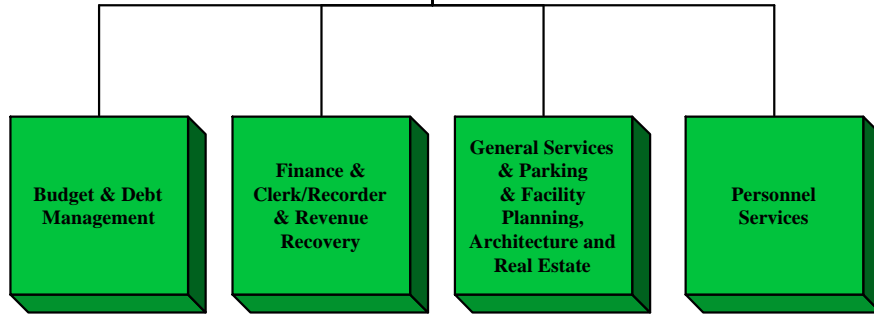 Budget & Debt
Management
Finance &
Clerk/Recorder
& Revenue
Recovery
General Services
& Parking
& Facility
Planning,
Architecture and
Real Estate
Personnel
Services